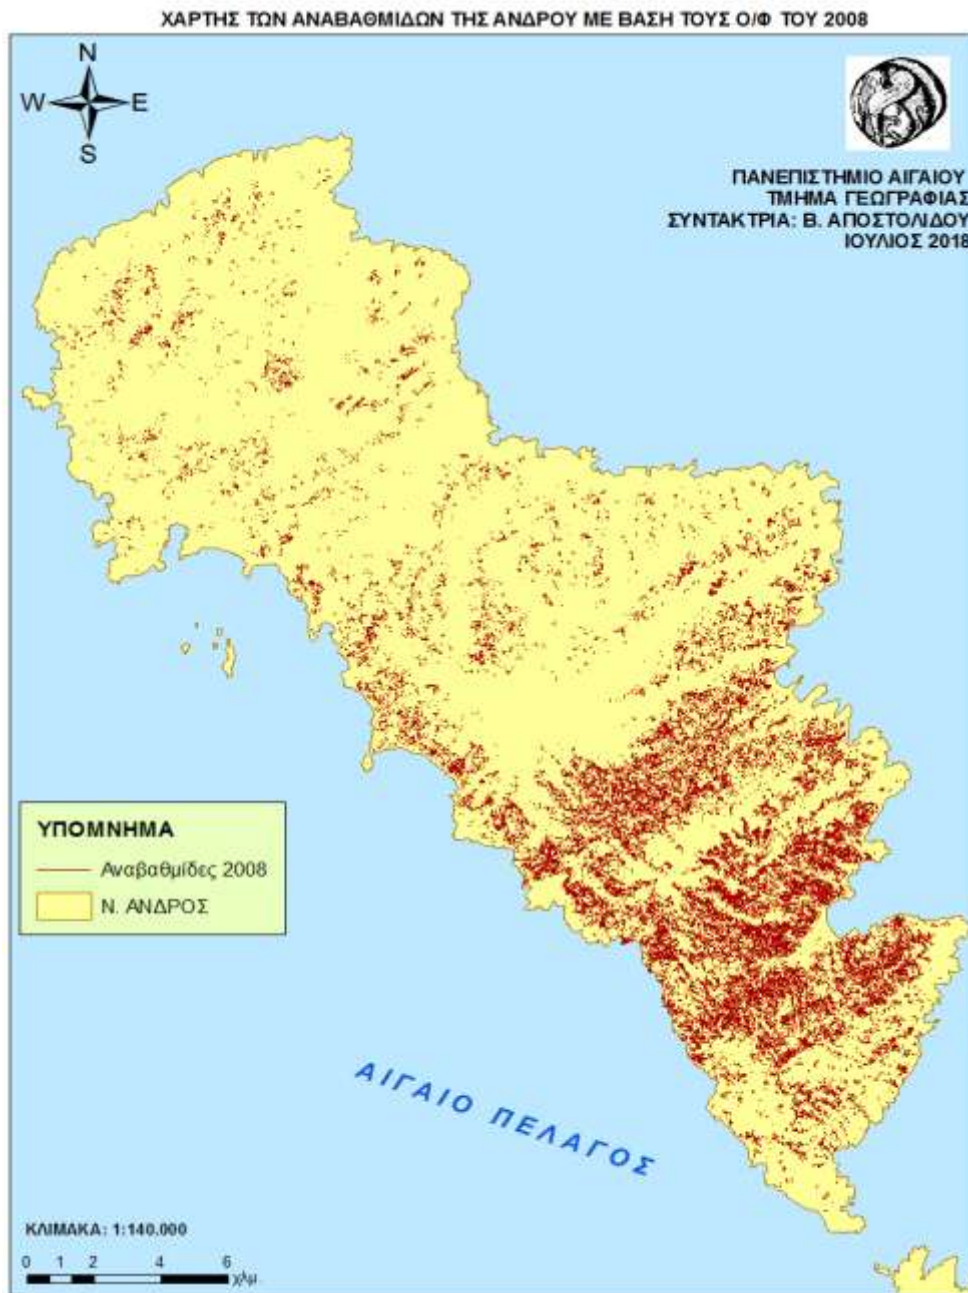 ΧΑΡΤΗΣ ΤΩΝ ΑΝΑΒΑΘΜΙΔΩΝ ΤΗΣ ΑΝΔΡΟΥ ΜΕ ΒΑΣΗ ΤΟΥΣ Ο/Φ ΤΟΥ 2008
N
W E
S
ΠΑΝΕΠΙΣΤΗΜΙΟ ΑΙΓΑΙΟΥ
ΤΜΗΜΑ ΓΕΩΓΡΑΦΙΑΣ
ΣΥΝΤΑΚΤΡΙΑ: Β. ΑΠΟΣΤΟΛΙΔΟΥ
ΙΟΥΛΙΟΣ 2018
ΥΠΟΜΝΗΜΑ
Αναβαθμίδες 2008
Ν. ΑΝΔΡΟΣ
ΑΙΓΑΙΟ ΠΕΛΑΓΟΣ
ΚΛΙΜΑΚΑ: 1:140.000
0 1 2 4 6
χλμ